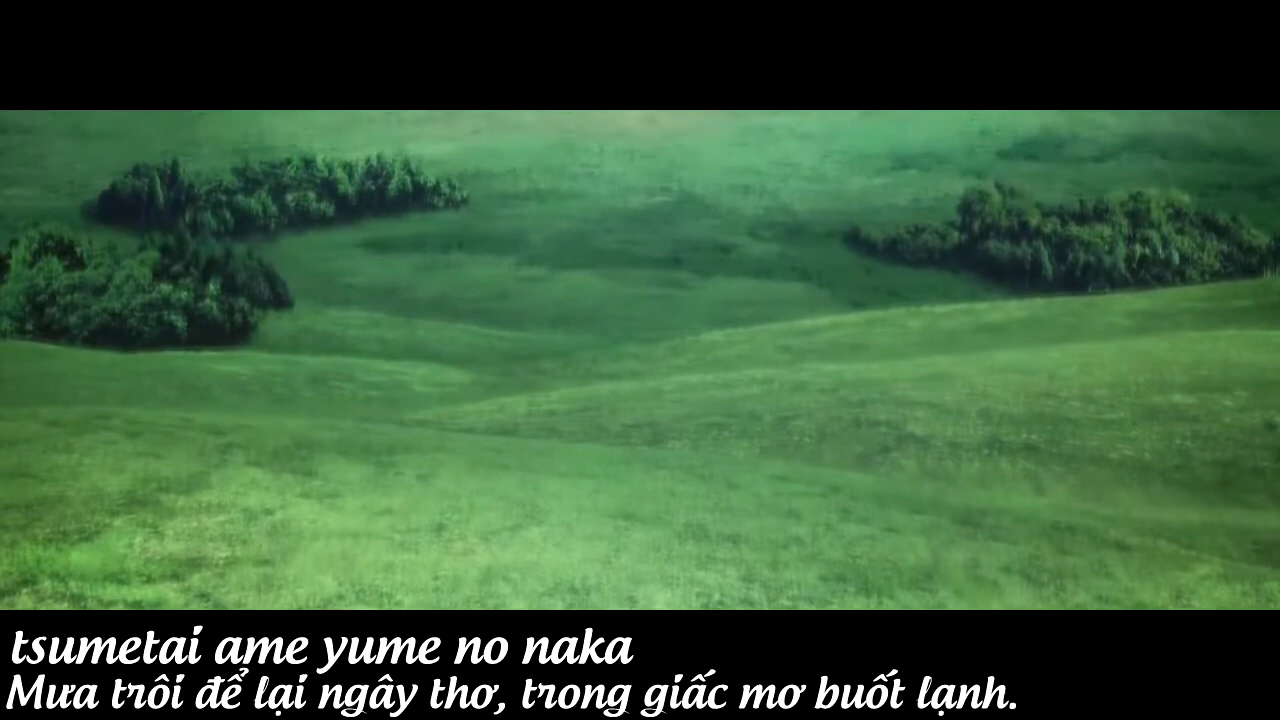 tsumetai ame yume no naka
Mưa trôi để lại ngây thơ, trong giấc mơ buốt lạnh.